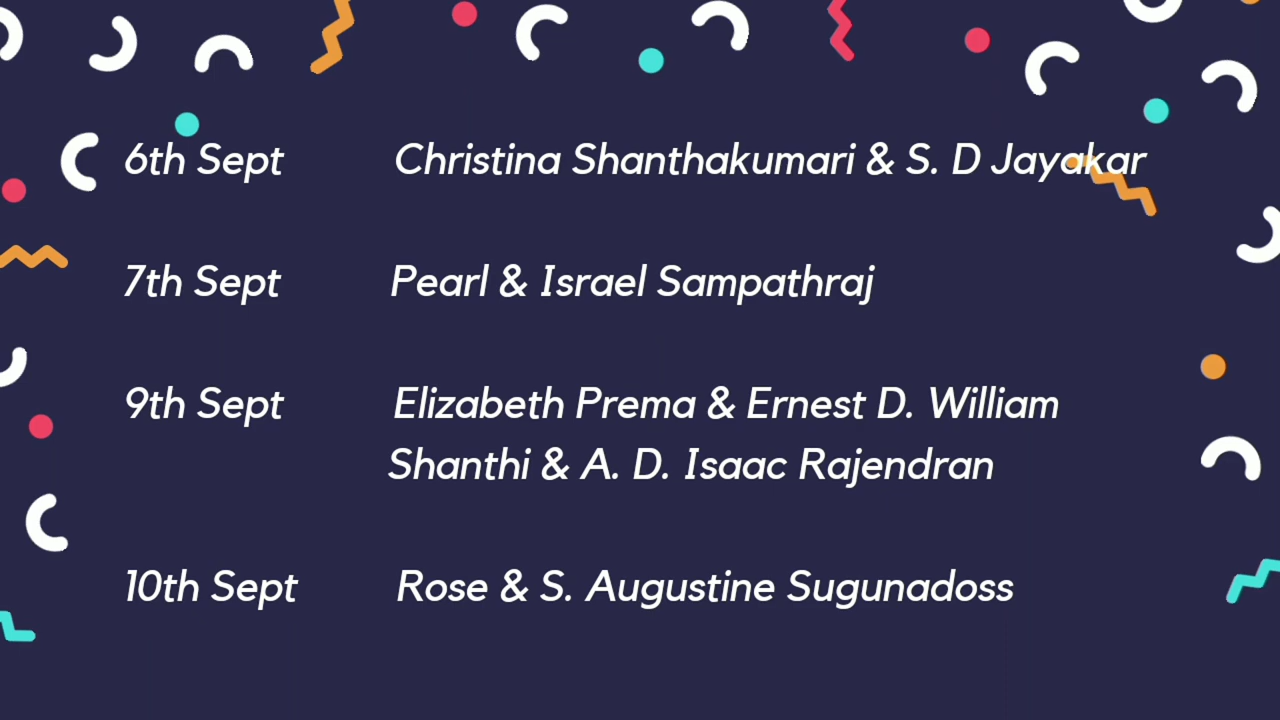 6th Sept Christina Shanthakumari & S. D Jayakar
7th Sept Pearl & Israel Sampathraj
9th Sept Elizabeth Prema & Ernest D. William
Shanthi & A. D. Isaac Rajendran
10th Sept Rose & S. Augustine Sugunadoss